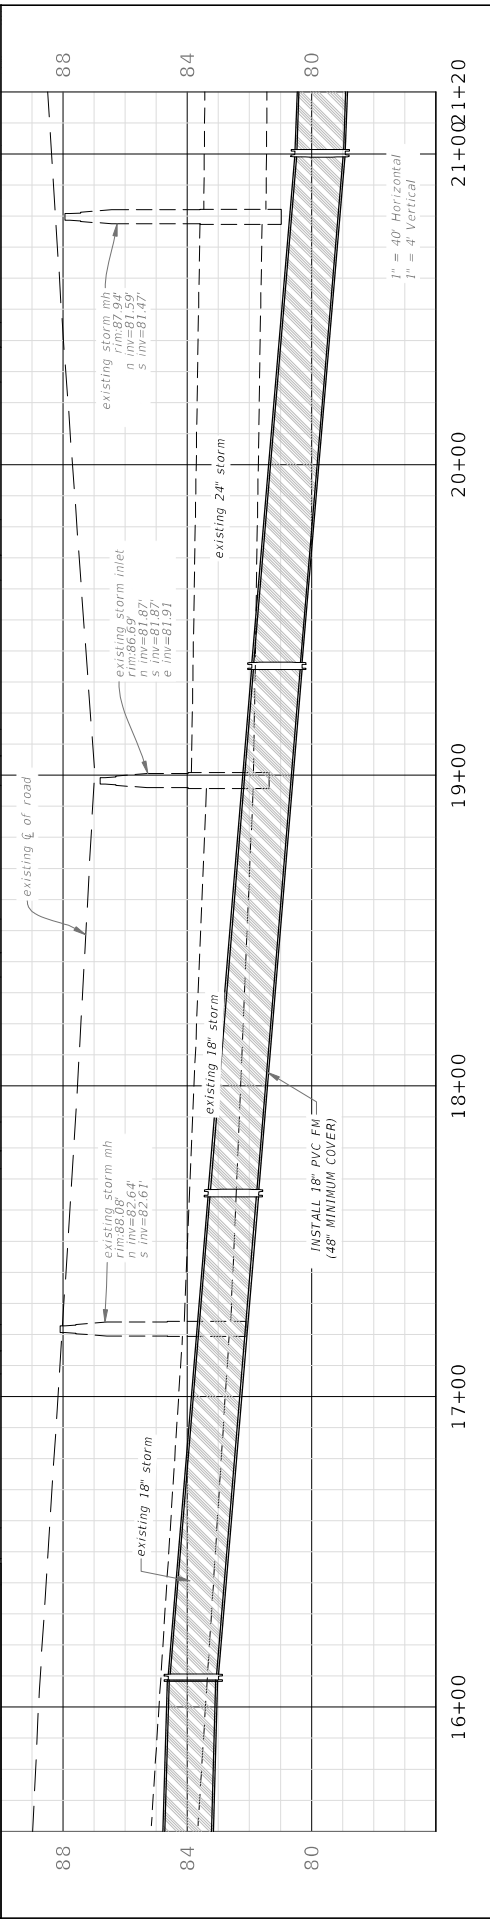 88
84
80
21+20
21+00
20+00
19+00
18+00
17+00
16+00
1" = 40' Horizontal
1" = 4' Vertical
existing storm mh
rim:87.94'
n inv=81.59'
s inv=81.47'
existing 24" storm
existing storm inlet
rim:86.69'
n inv=81.87'
s inv=81.87'
e inv=81.91
existing ℄ of road
existing 18" storm
INSTALL 18" PVC FM
(48" MINIMUM COVER)
existing storm mh
rim:88.08'
n inv=82.64'
s inv=82.61'
existing 18" storm
88
84
80